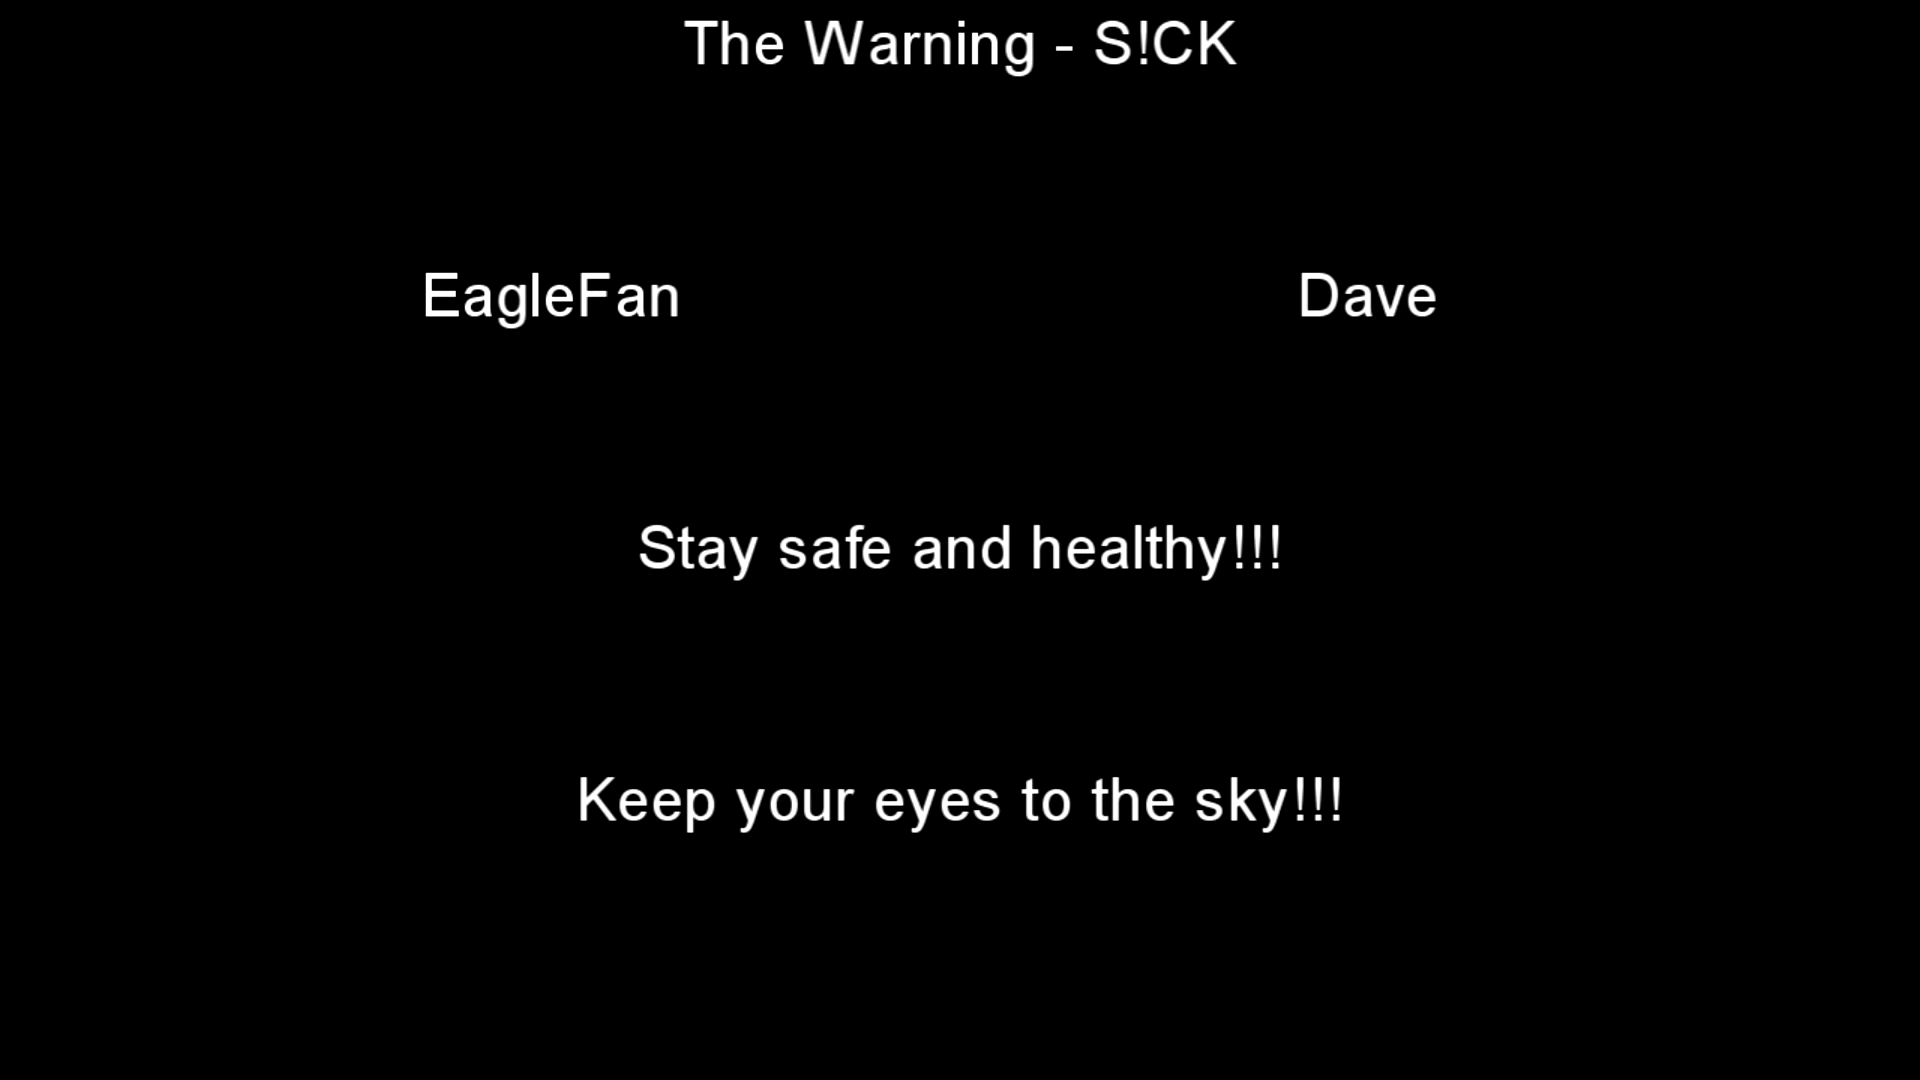 The Warning - S!CK
EagleFan Dave
Stay safe and healthy!!!
Keep your eyes to the sky!!!